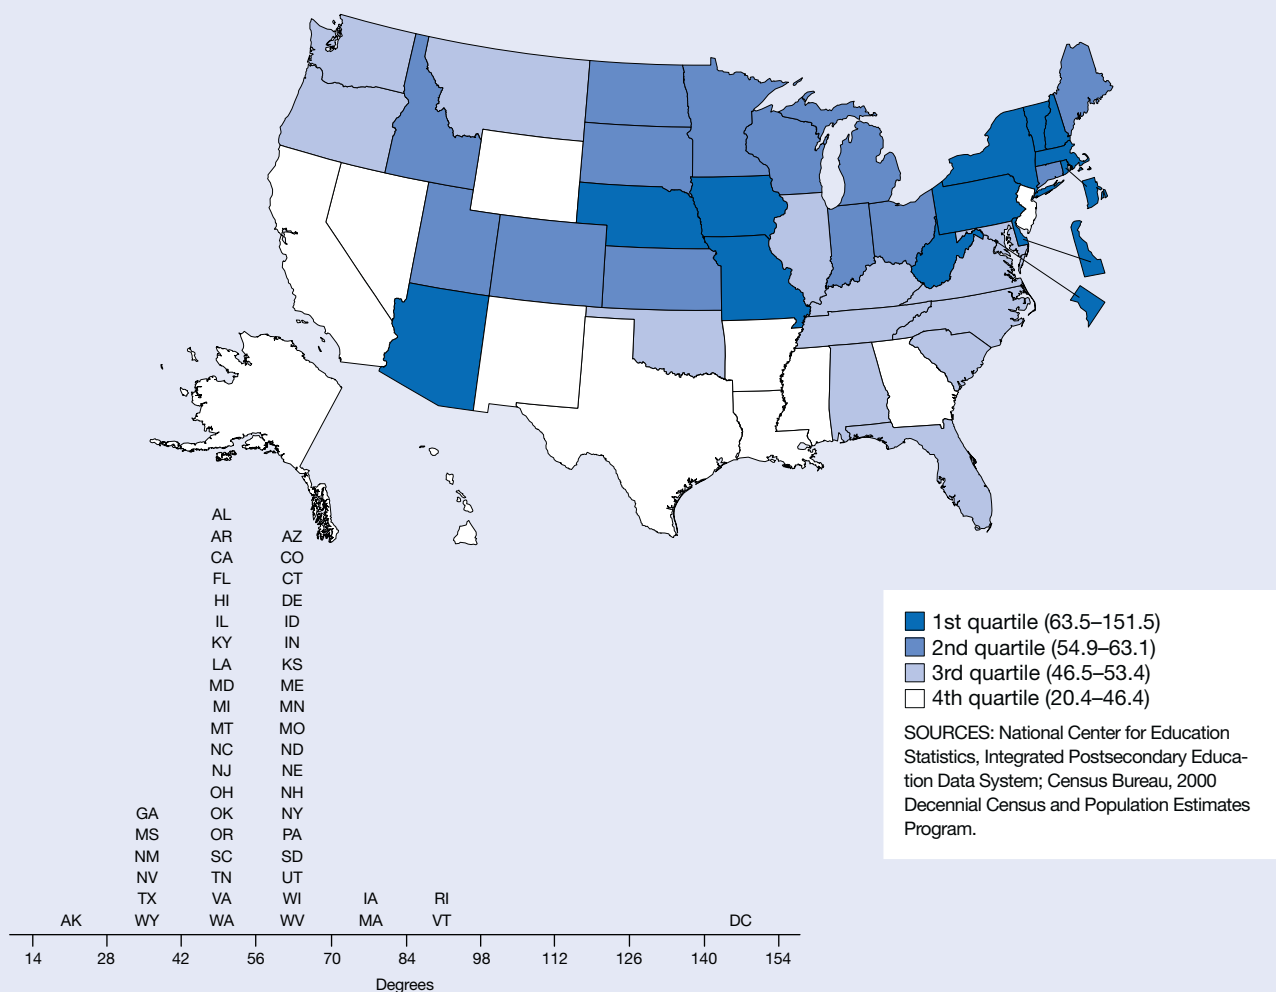 AL
AR AZ
CA CO
FL CT
HI DE
IL ID
KY IN
LA KS
MD ME
MI MN
MT MO
NC ND
NJ NE
OH NH
GA OK NY
MS OR PA
NM SC SD
NV TN UT
TX VA WI IA RI
AK WY WA WV MA VT DC
14 28 42 56 70 84 98 112 126 140 154
Degrees
1st quartile (63.5–151.5)
2nd quartile (54.9–63.1)
3rd quartile (46.5–53.4)
4th quartile (20.4–46.4)
SOURCES: National Center for Education
Statistics, Integrated Postsecondary Educa-
tion Data System; Census Bureau, 2000
Decennial Census and Population Estimates
Program.